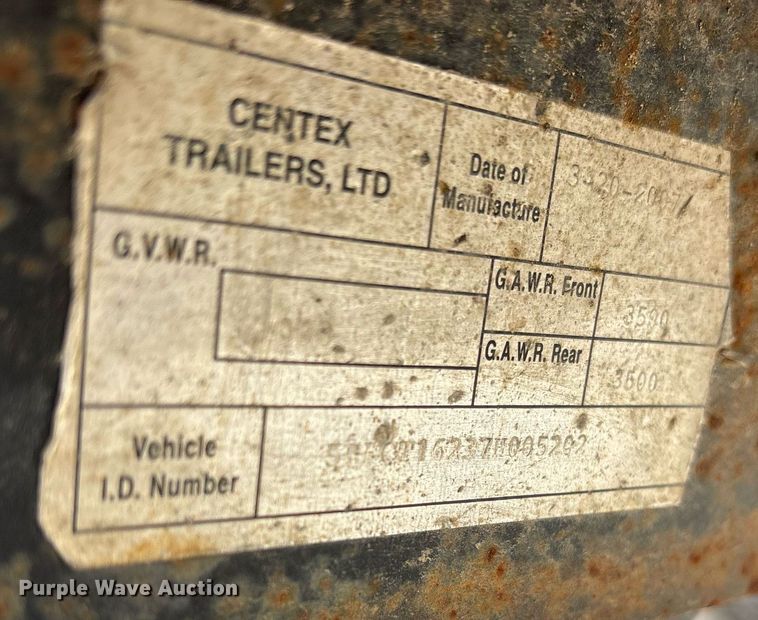 CENTEX
TRAILERS, LTD
Date of
Manufacture
G.V.W.R.
G.A.W.R. Front
3500
G.A.W.R. Rear
3500
Vehicle
I.D. Number
Purple Wave Auction